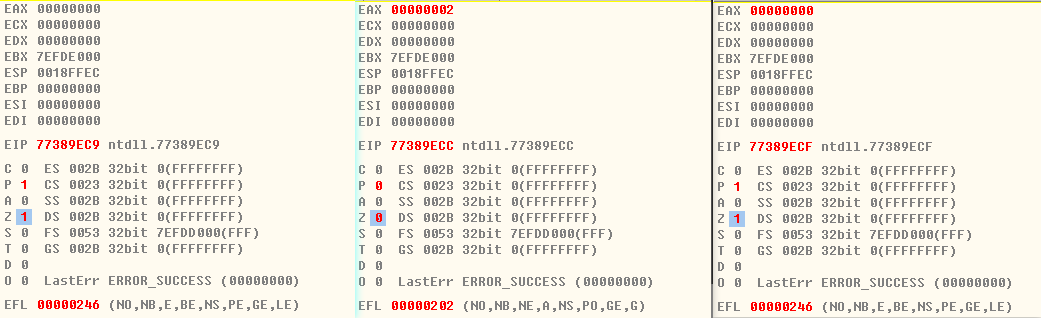 EAX 00000000
ECX 00000000
EDX 00000000
EBX 7EFDE000
ESP 0018FFEC
EBP 00000000
ESI 00000000
EDI 00000000
EIP 77389EC9 ntdll.77389EC9
C 0 ES 002B 32bit 0(FFFFFFFF)
P 1 CS 0023 32bit 0(FFFFFFFF)
A 0 SS 002B 32bit 0(FFFFFFFF)
Z 1 DS 002B 32bit 0(FFFFFFFF)
S 0 FS 0053 32bit 7EFDD000(FFF)
T 0 GS 002B 32bit 0(FFFFFFFF)
D 0
O 0 LastErr ERROR_SUCCESS (00000000)
EFL 00000246 (NO,NB,E,BE,NS,PE,GE,LE)
EAX 00000002
ECX 00000000
EDX 00000000
EBX 7EFDE000
ESP 0018FFEC
EBP 00000000
ESI 00000000
EDI 00000000
EIP 77389ECC ntdll.77389ECC
C 0 ES 002B 32bit 0(FFFFFFFF)
P 0 CS 0023 32bit 0(FFFFFFFF)
A 0 SS 002B 32bit 0(FFFFFFFF)
Z 0 DS 002B 32bit 0(FFFFFFFF)
S 0 FS 0053 32bit 7EFDD000(FFF)
T 0 GS 002B 32bit 0(FFFFFFFF)
D 0
O 0 LastErr ERROR_SUCCESS (00000000)
EFL 00000202 (NO,NB,NE,A,NS,PO,GE,G)
EAX 00000000
ECX 00000000
EDX 00000000
EBX 7EFDE000
ESP 0018FFEC
EBP 00000000
ESI 00000000
EDI 00000000
EIP 77389ECF ntdll.77389ECF
C 0 ES 002B 32bit 0(FFFFFFFF)
P 1 CS 0023 32bit 0(FFFFFFFF)
A 0 SS 002B 32bit 0(FFFFFFFF)
Z 1 DS 002B 32bit 0(FFFFFFFF)
S 0 FS 0053 32bit 7EFDD000(FFF)
T 0 GS 002B 32bit 0(FFFFFFFF)
D 0
O 0 LastErr ERROR_SUCCESS (00000000)
EFL 00000246 (NO,NB,E,BE,NS,PE,GE,LE)